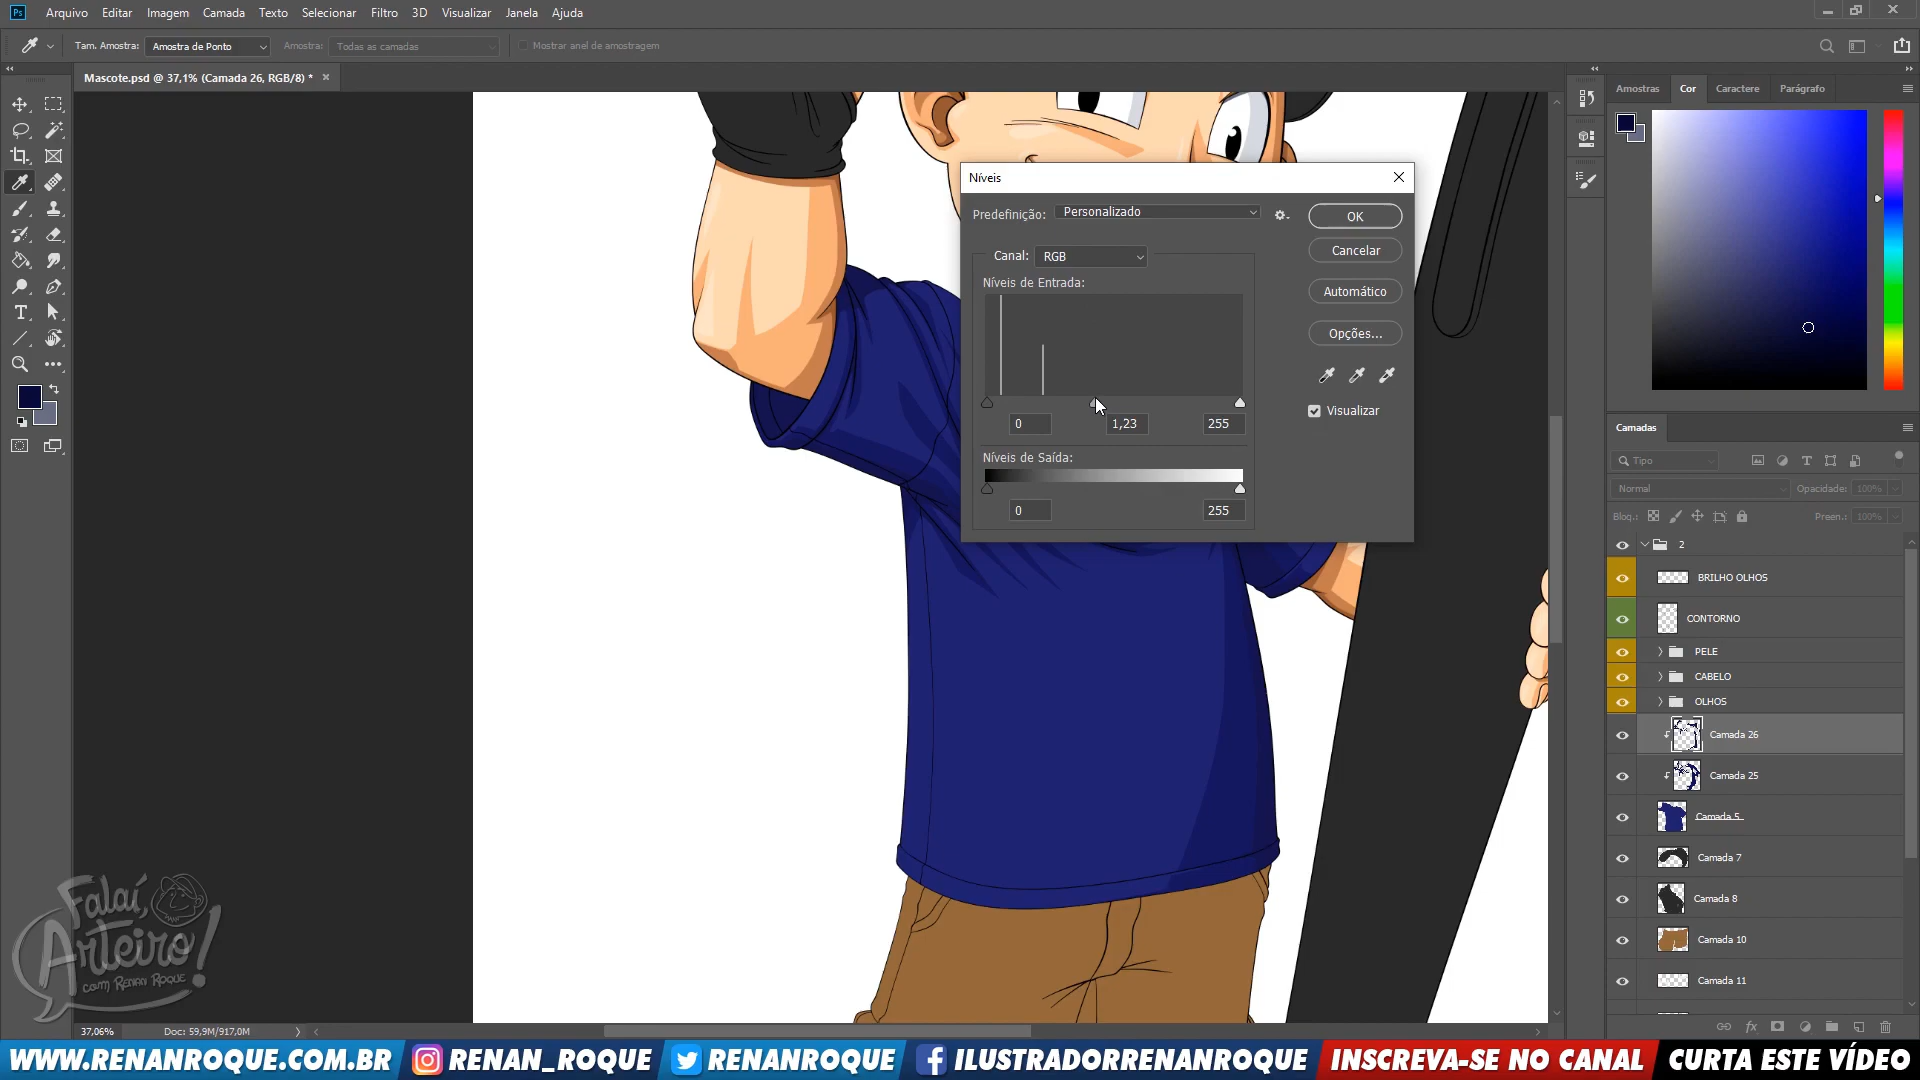 Ps Arquivo Editar Imagem Camada Texto Selecionar Filtro 3D Visualizar Janela Ajuda
Tam. Amostra: Amostra de Ponto Amostra: Todas as camadas Mostrar anel de amostragem
Mascote.psd @ 37,1% (Camada 26, RGB/8) *
Amostras Cor Caractere Parágrafo
Níveis
Predefinição: Personalizado
OK
Canal: RGB
Cancelar
Níveis de Entrada:
Automático
Opções...
0 1,23 255
Visualizar
Níveis de Saída:
0 255
Camadas
Tipo
Normal Opacidade: 100%
Bloq.: Preen.: 100%
2
BRILHO OLHOS
CONTORNO
PELE
CABELO
OLHOS
Camada 26
Camada 25
Camada 5
Camada 7
Camada 8
Camada 10
Camada 11
Falaí,
Arteiro!
com Renan Roque
37,06% Doc: 59,9M/917,0M
WWW.RENANROQUE.COM.BR RENAN_ROQUE RENANROQUE ILUSTRADORRENANROQUE INSCREVA-SE NO CANAL CURTA ESTE VÍDEO